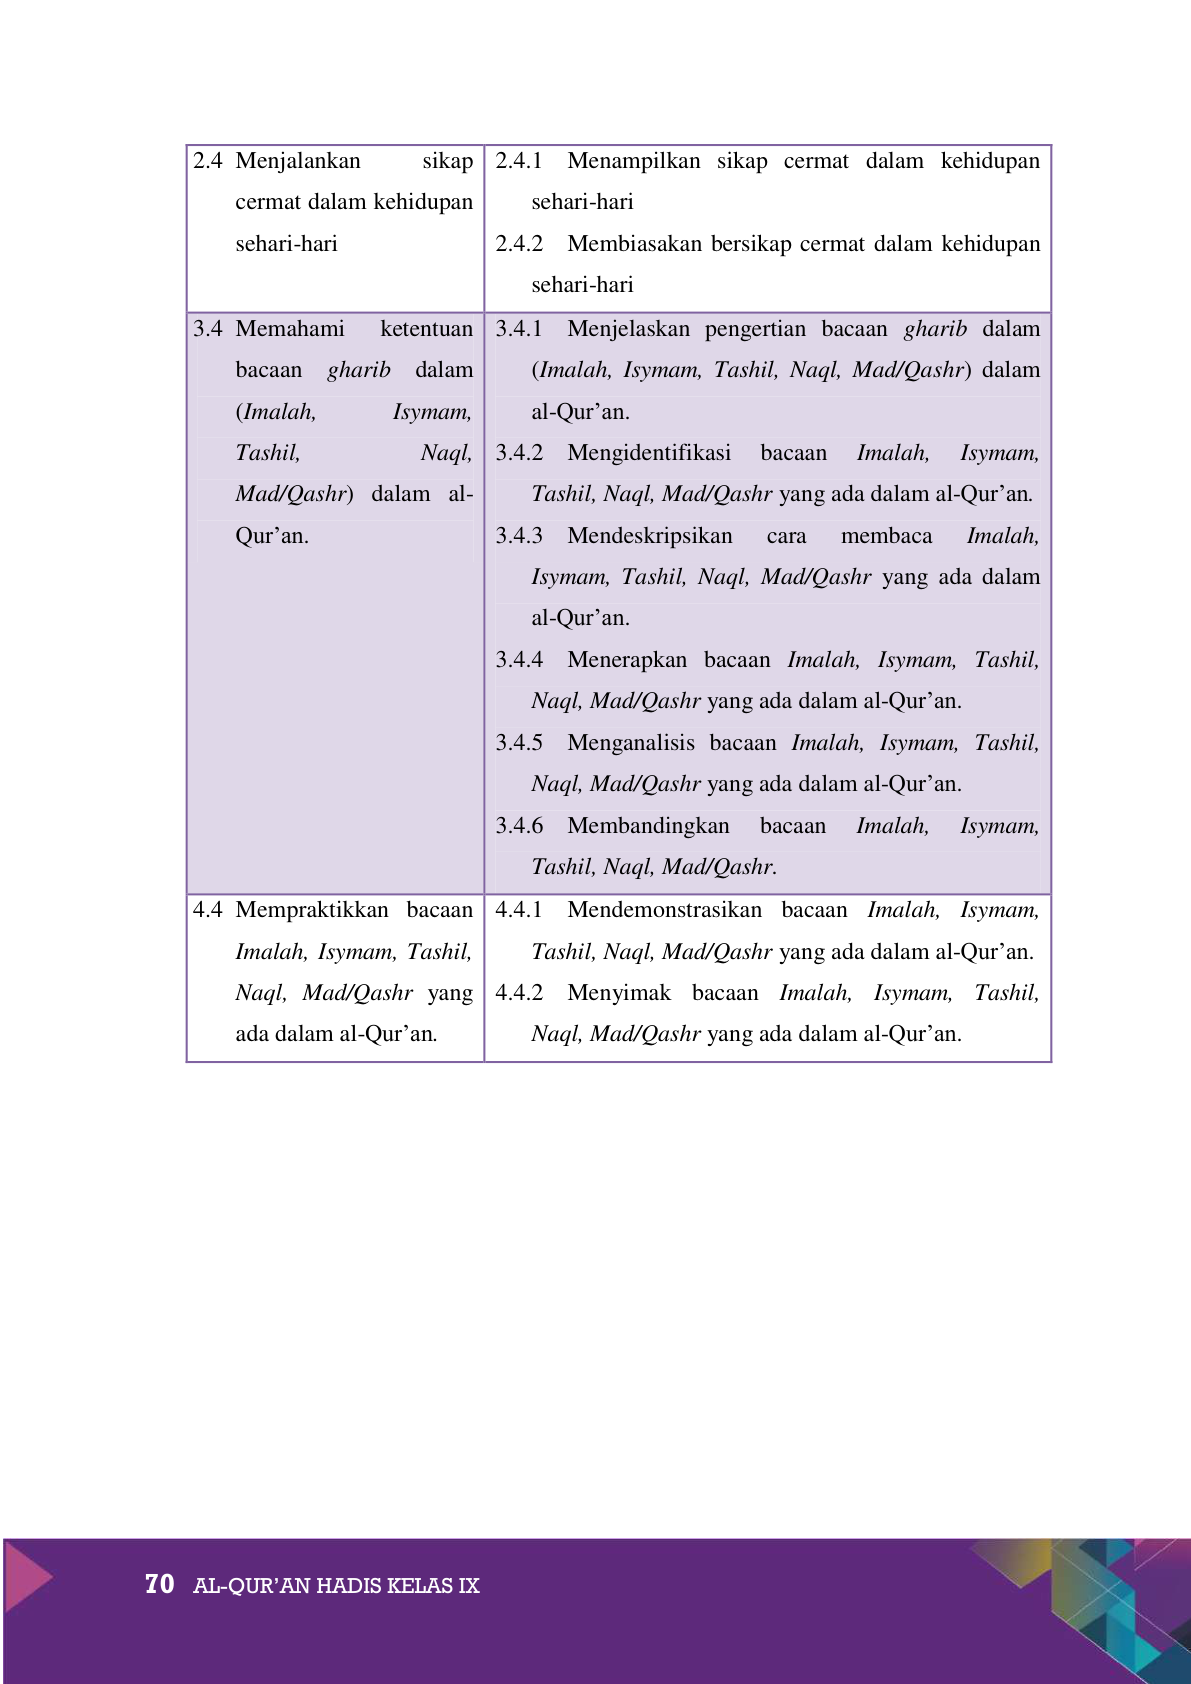 2.4 Menjalankan sikap
cermat dalam kehidupan
sehari-hari
2.4.1 Menampilkan sikap cermat dalam kehidupan
sehari-hari
2.4.2 Membiasakan bersikap cermat dalam kehidupan
sehari-hari
3.4 Memahami ketentuan
bacaan gharib dalam
(Imalah, Isymam,
Tashil, Naql,
Mad/Qashr) dalam al-
Qur’an.
3.4.1 Menjelaskan pengertian bacaan gharib dalam
(Imalah, Isymam, Tashil, Naql, Mad/Qashr) dalam
al-Qur’an.
3.4.2 Mengidentifikasi bacaan Imalah, Isymam,
Tashil, Naql, Mad/Qashr yang ada dalam al-Qur’an.
3.4.3 Mendeskripsikan cara membaca Imalah,
Isymam, Tashil, Naql, Mad/Qashr yang ada dalam
al-Qur’an.
3.4.4 Menerapkan bacaan Imalah, Isymam, Tashil,
Naql, Mad/Qashr yang ada dalam al-Qur’an.
3.4.5 Menganalisis bacaan Imalah, Isymam, Tashil,
Naql, Mad/Qashr yang ada dalam al-Qur’an.
3.4.6 Membandingkan bacaan Imalah, Isymam,
Tashil, Naql, Mad/Qashr.
4.4 Mempraktikkan bacaan
Imalah, Isymam, Tashil,
Naql, Mad/Qashr yang
ada dalam al-Qur’an.
4.4.1 Mendemonstrasikan bacaan Imalah, Isymam,
Tashil, Naql, Mad/Qashr yang ada dalam al-Qur’an.
4.4.2 Menyimak bacaan Imalah, Isymam, Tashil,
Naql, Mad/Qashr yang ada dalam al-Qur’an.
70 AL-QUR’AN HADIS KELAS IX